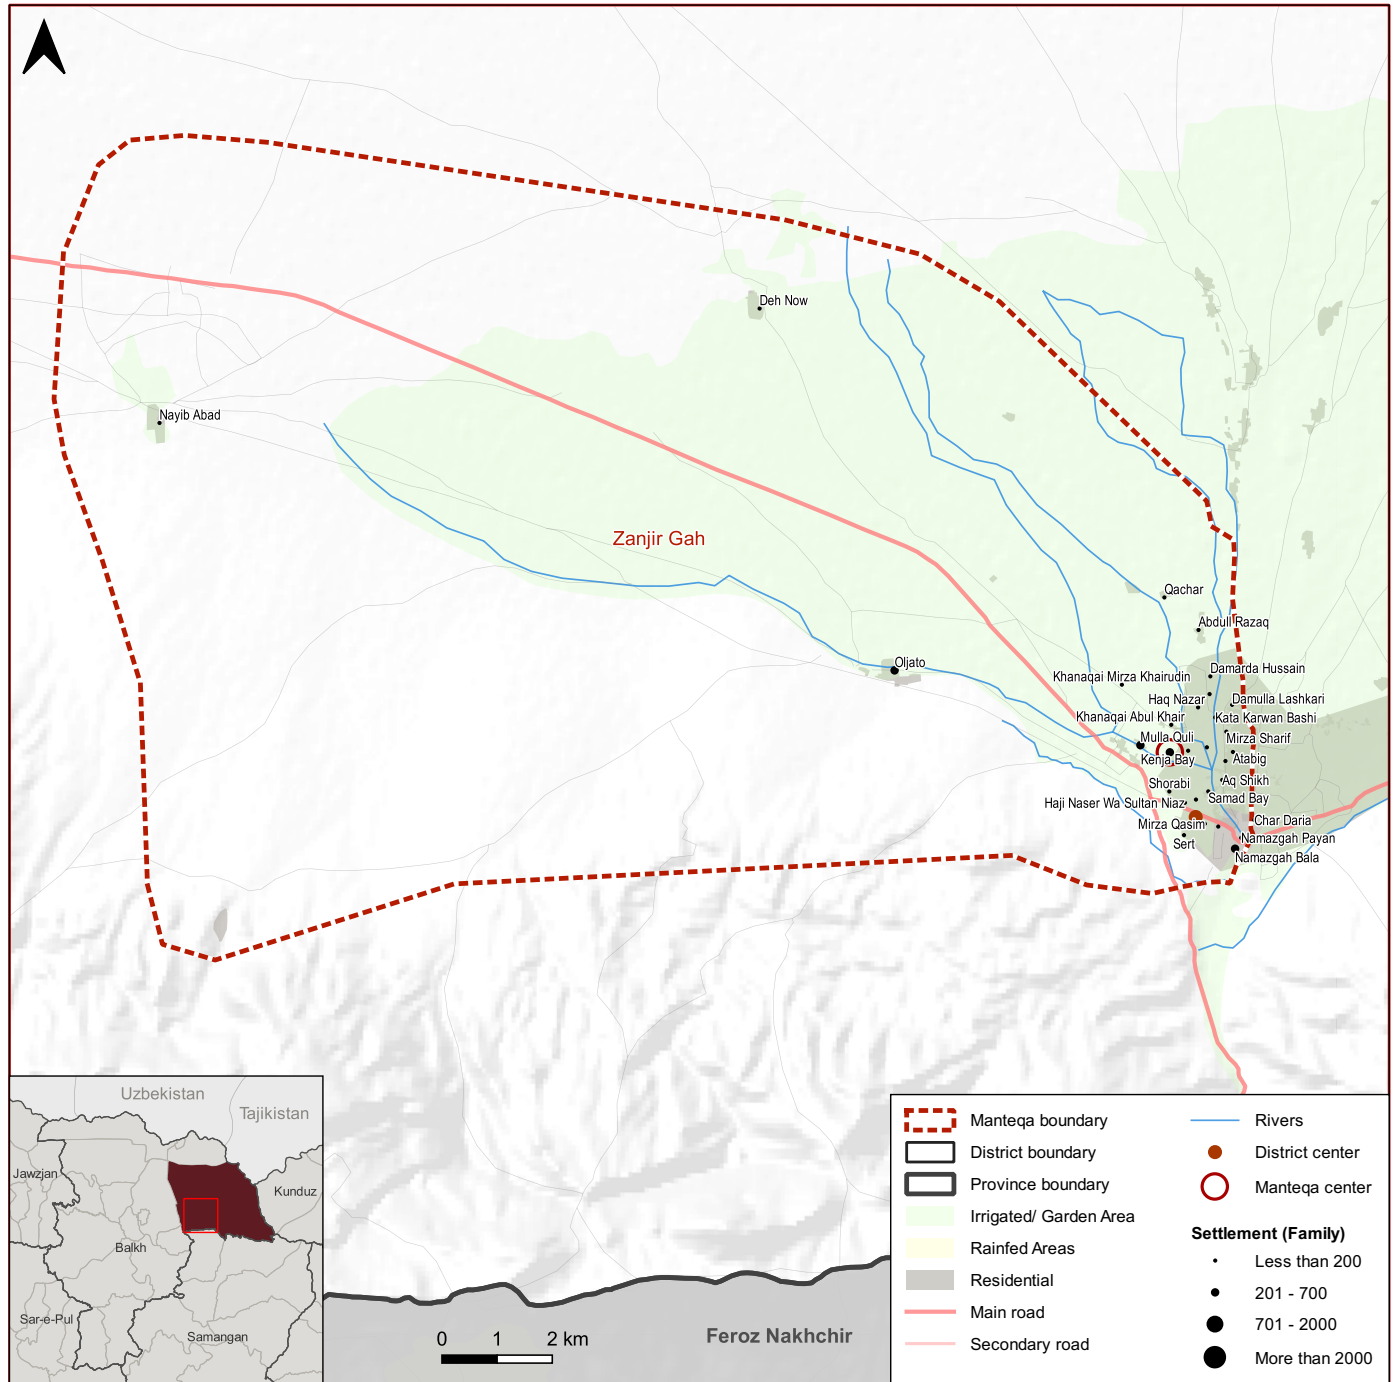 Deh Now
Nayib Abad
Zanjir Gah
Qachar
Abdull Razaq
Oljato
Damarda Hussain
Khanaqai Mirza Khairudin
Haq Nazar
Damulla Lashkari
Khanaqai Abul Khair
Kata Karwan Bashi
Mulla Quli
Mirza Sharif
Kenja Bay
Atabig
Shorabi
Aq Shikh
Haji Naser Wa Sultan Niaz
Samad Bay
Mirza Qasim
Char Daria
Sert
Namazgah Payan
Namazgah Bala
Uzbekistan
Tajikistan
Jawzjan
Kunduz
Balkh
Sar-e-Pul
Samangan
0 1 2 km
Feroz Nakhchir
Manteqa boundary
District boundary
Province boundary
Irrigated/ Garden Area
Rainfed Areas
Residential
Main road
Secondary road
Rivers
District center
Manteqa center
Settlement (Family)
Less than 200
201 - 700
701 - 2000
More than 2000